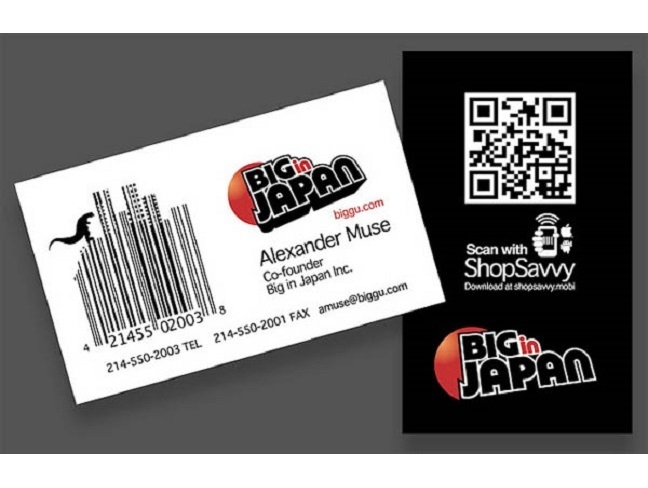 BIG in
JAPAN
biggu.com
Alexander Muse
Co-founder
Big in Japan Inc.
4 21455 02003 8
214-550-2003 TEL 214-550-2001 FAX amuse@biggu.com
Scan with
ShopSavvy
Download at shopsavvy.mobi
BIG in
JAPAN